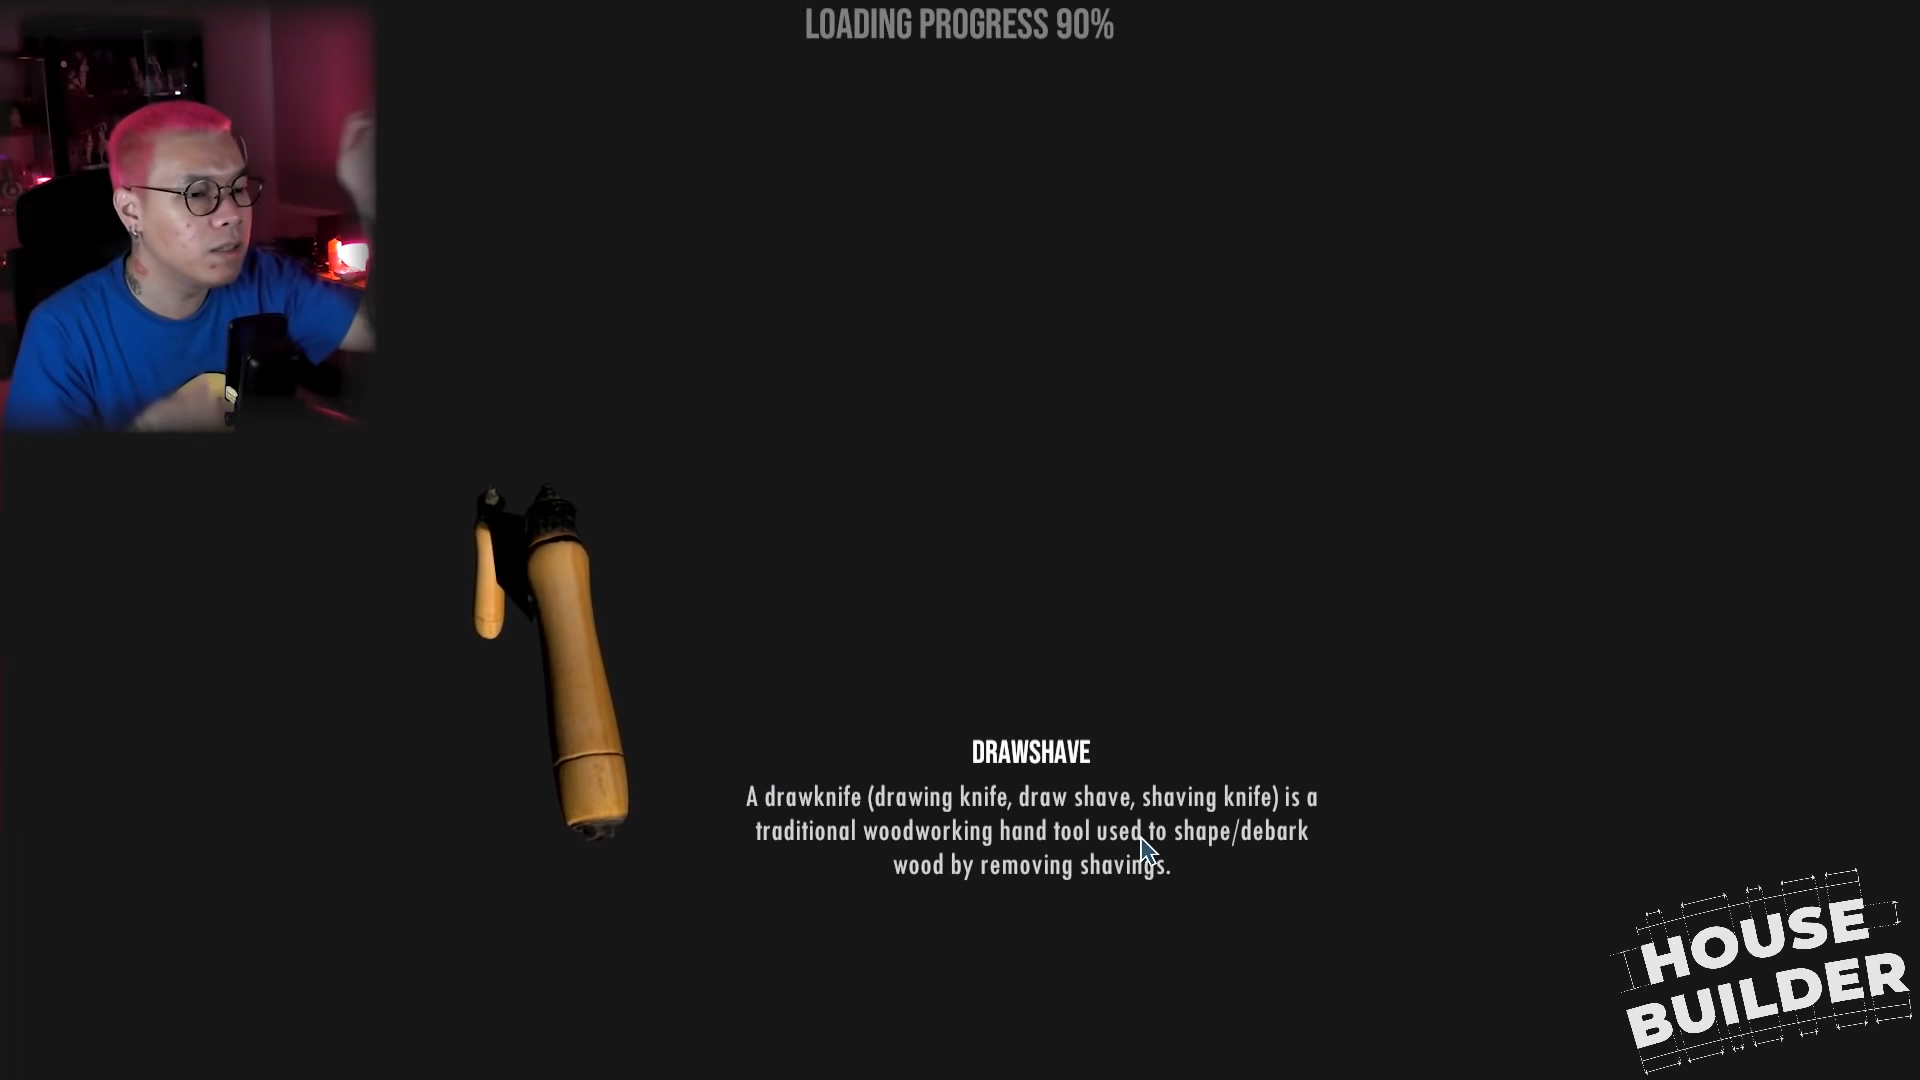 LOADING PROGRESS 90%
DRAWSHAVE
A drawknife (drawing knife, draw shave, shaving knife) is a
traditional woodworking hand tool used to shape/debark
wood by removing shavings.
HOUSE
BUILDER